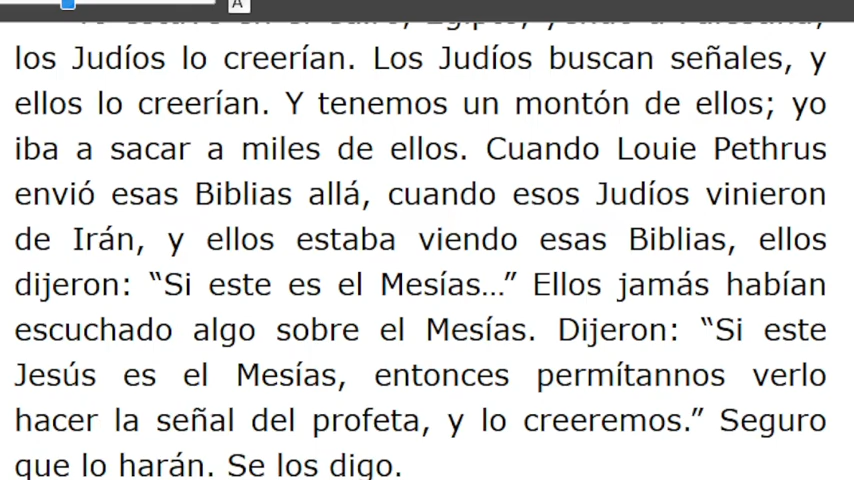 A
los Judíos lo creerían. Los Judíos buscan señales, y
ellos lo creerían. Y tenemos un montón de ellos; yo
iba a sacar a miles de ellos. Cuando Louie Pethrus
envió esas Biblias allá, cuando esos Judíos vinieron
de Irán, y ellos estaba viendo esas Biblias, ellos
dijeron: “Si este es el Mesías...” Ellos jamás habían
escuchado algo sobre el Mesías. Dijeron: “Si este
Jesús es el Mesías, entonces permítannos verlo
hacer la señal del profeta, y lo creeremos.” Seguro
que lo harán. Se los digo.